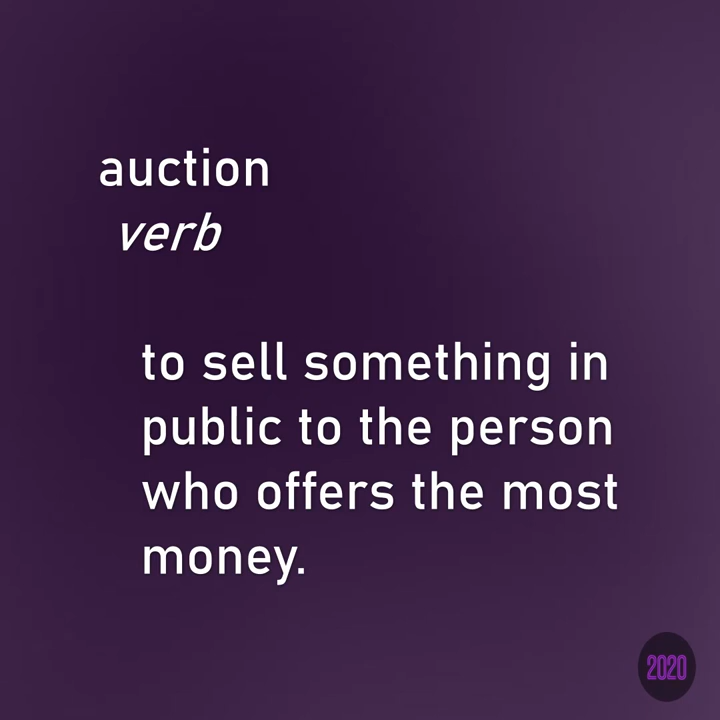 auction
verb
to sell something in
public to the person
who offers the most
money.
2020